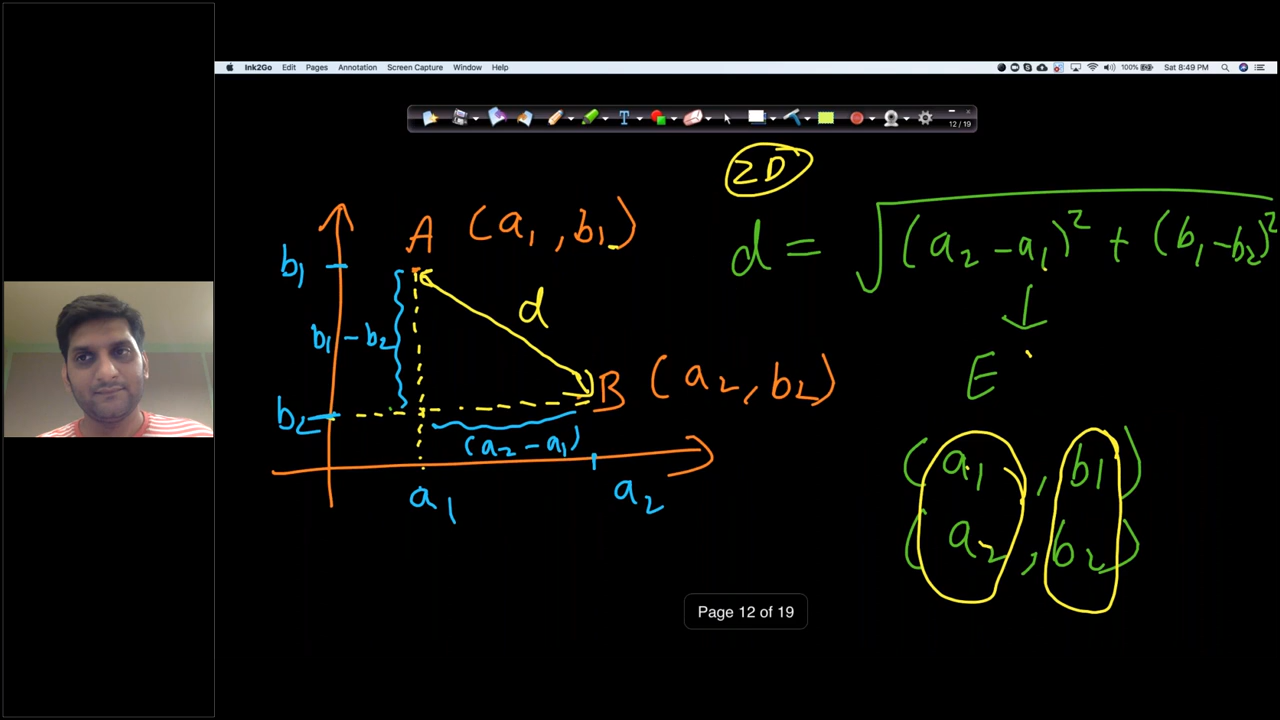 Ink2Go Edit Pages Annotation Screen Capture Window Help 100% Sat 8:49 PM
12 / 19
2D
A (a1, b1)
d = √(a2 - a1)² + (b1 - b2)²
b1
d
b1 - b2
E
B (a2, b2)
b2
(a2 - a1)
a1 a2
(a1, b1)
(a2, b2)
Page 12 of 19